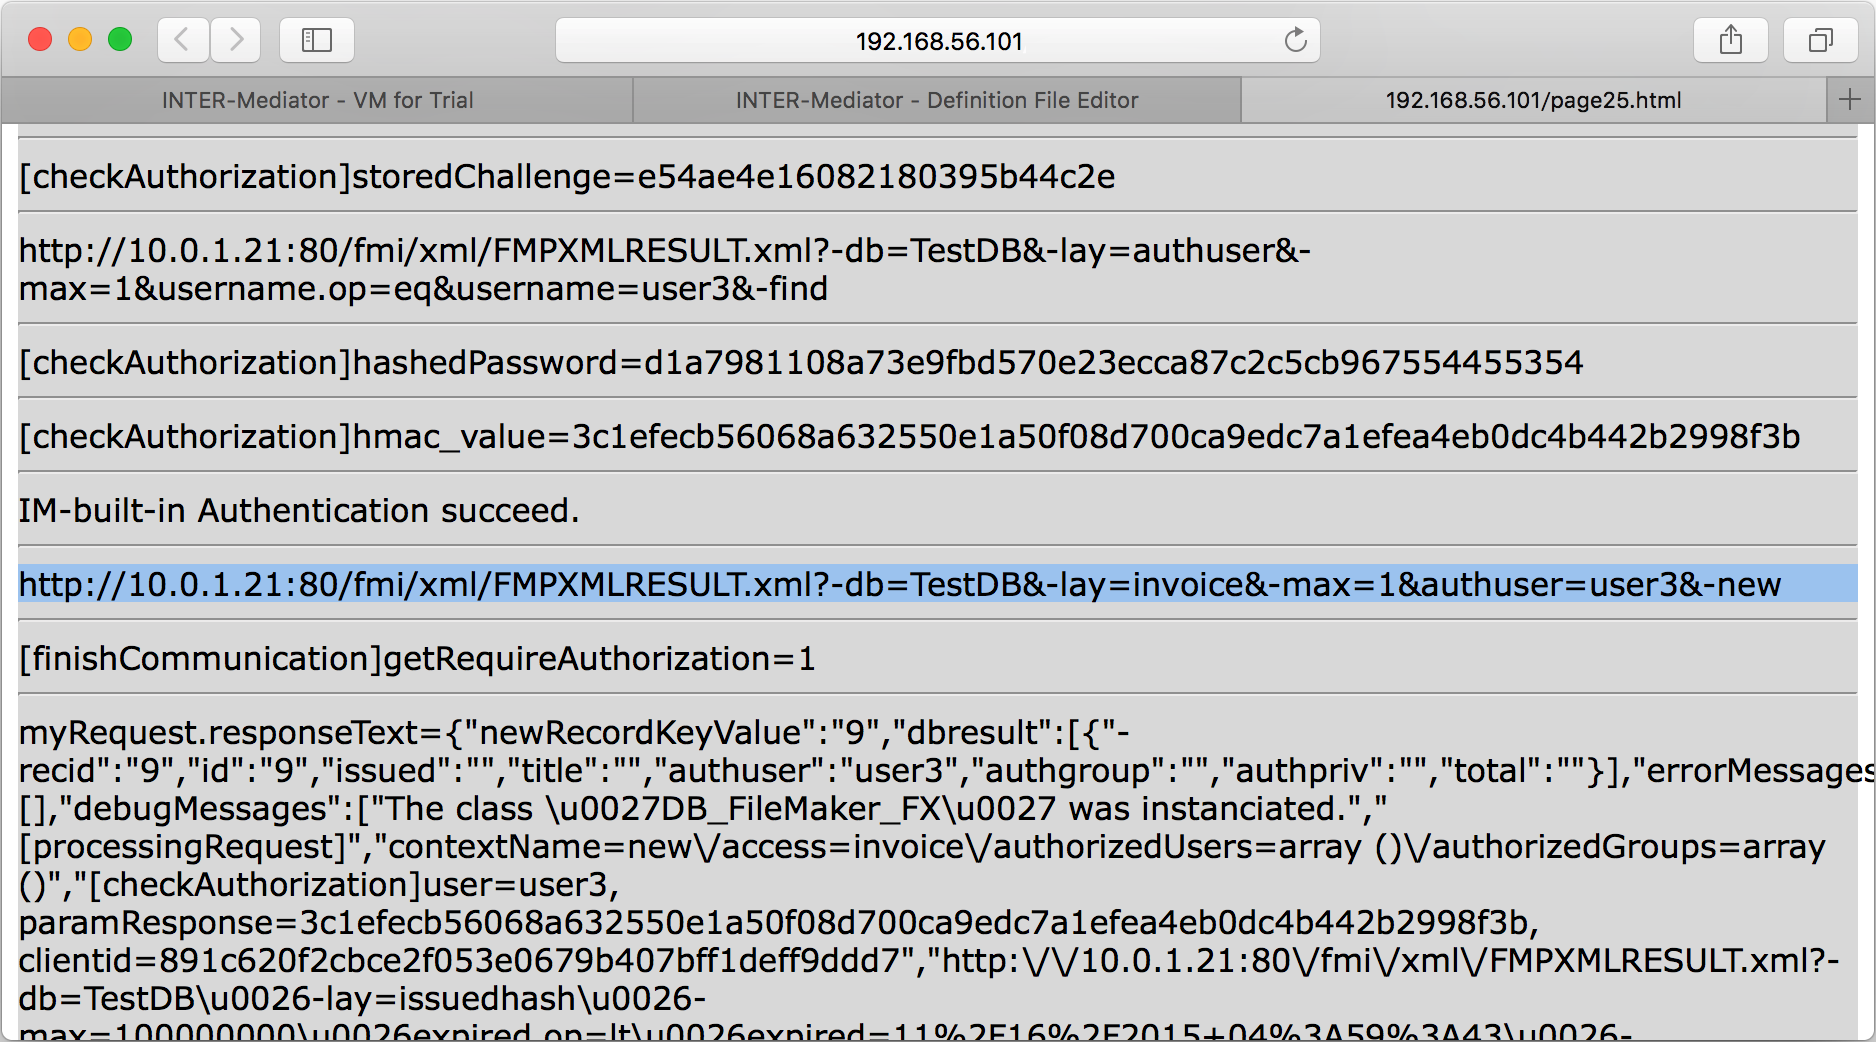 192.168.56.101
INTER-Mediator - VM for Trial
INTER-Mediator - Definition File Editor
192.168.56.101/page25.html
[checkAuthorization]storedChallenge=e54ae4e16082180395b44c2e
http://10.0.1.21:80/fmi/xml/FMPXMLRESULT.xml?-db=TestDB&-lay=authuser&-
max=1&username.op=eq&username=user3&-find
[checkAuthorization]hashedPassword=d1a7981108a73e9fbd570e23ecca87c2c5cb967554455354
[checkAuthorization]hmac_value=3c1efecb56068a632550e1a50f08d700ca9edc7a1efea4eb0dc4b442b2998f3b
IM-built-in Authentication succeed.
http://10.0.1.21:80/fmi/xml/FMPXMLRESULT.xml?-db=TestDB&-lay=invoice&-max=1&authuser=user3&-new
[finishCommunication]getRequireAuthorization=1
myRequest.responseText={"newRecordKeyValue":"9","dbresult":[{"-
recid":"9","id":"9","issued":"","title":"","authuser":"user3","authgroup":"","authpriv":"","total":""}],"errorMessages
[],"debugMessages":["The class \u0027DB_FileMaker_FX\u0027 was instanciated.","
[processingRequest]","contextName=new\/access=invoice\/authorizedUsers=array ()\/authorizedGroups=array
()","[checkAuthorization]user=user3,
paramResponse=3c1efecb56068a632550e1a50f08d700ca9edc7a1efea4eb0dc4b442b2998f3b,
clientid=891c620f2cbce2f053e0679b407bff1deff9ddd7","http:\/\/10.0.1.21:80\/fmi\/xml\/FMPXMLRESULT.xml?-
db=TestDB\u0026-lay=issuedhash\u0026-
max=100000000\u0026expired.op=lt\u0026expired=11%2F16%2F2015+04%3A59%3A43\u0026-